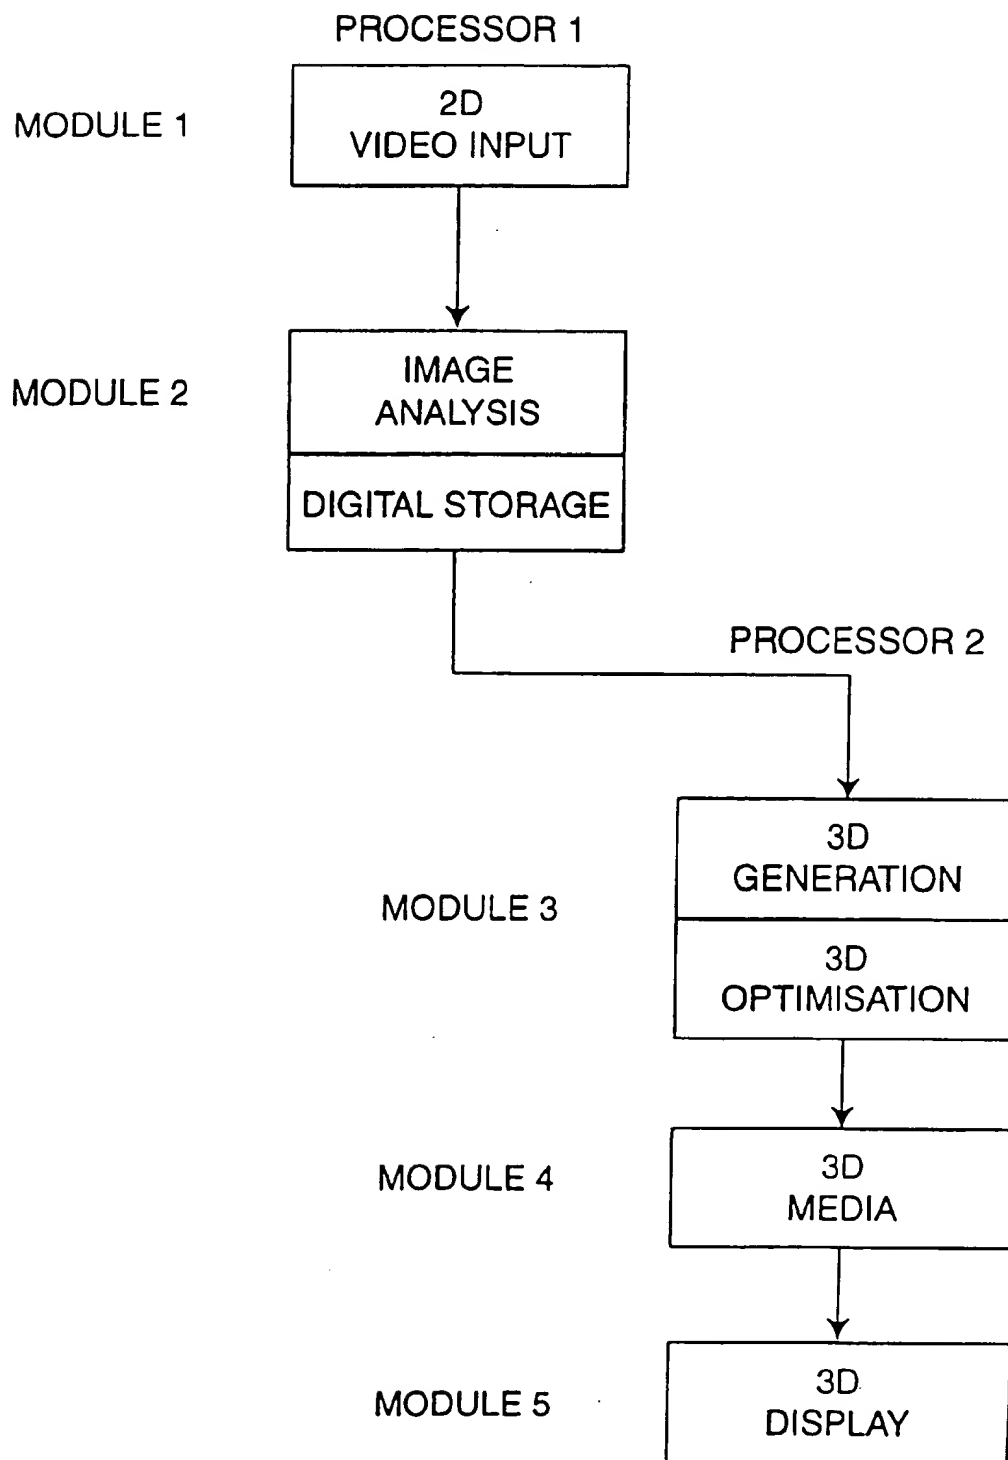 PROCESSOR 1
MODULE 1
2D
VIDEO INPUT
MODULE 2
IMAGE
ANALYSIS
DIGITAL STORAGE
PROCESSOR 2
MODULE 3
3D
GENERATION
3D
OPTIMISATION
MODULE 4
3D
MEDIA
MODULE 5
3D
DISPLAY